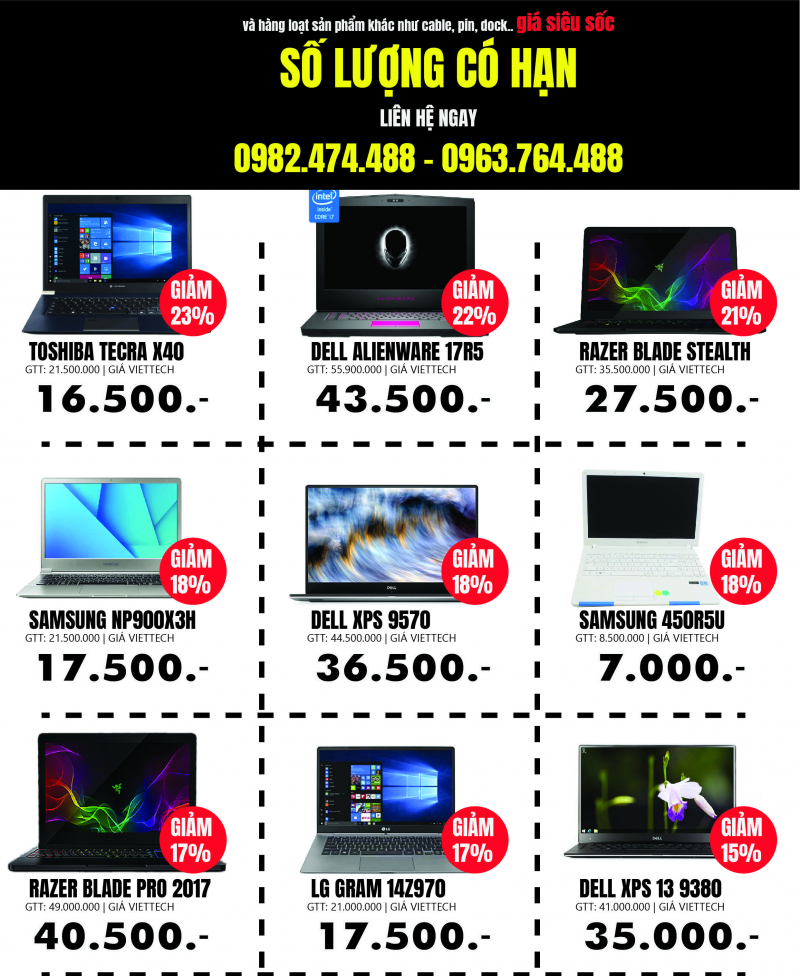 và hàng loạt sản phẩm khác như cable, pin, dock.. giá siêu sốc
SỐ LƯỢNG CÓ HẠN
LIÊN HỆ NGAY
0982.474.488 - 0963.764.488
GIẢM
23%
TOSHIBA TECRA X40
GTT: 21.500.000 | GIÁ VIETTECH
16.500.-
intel
inside
CORE i7
GIẢM
22%
DELL ALIENWARE 17R5
GTT: 55.900.000 | GIÁ VIETTECH
43.500.-
GIẢM
21%
RAZER BLADE STEALTH
GTT: 35.500.000 | GIÁ VIETTECH
27.500.-
GIẢM
18%
SAMSUNG NP900X3H
GTT: 21.500.000 | GIÁ VIETTECH
17.500.-
DELL
GIẢM
18%
DELL XPS 9570
GTT: 44.500.000 | GIÁ VIETTECH
36.500.-
GIẢM
18%
SAMSUNG 450R5U
GTT: 8.500.000 | GIÁ VIETTECH
7.000.-
GIẢM
17%
RAZER BLADE PRO 2017
GTT: 49.000.000 | GIÁ VIETTECH
40.500.-
LG
GIẢM
17%
LG GRAM 14Z970
GTT: 21.000.000 | GIÁ VIETTECH
17.500.-
DELL
GIẢM
15%
DELL XPS 13 9380
GTT: 41.000.000 | GIÁ VIETTECH
35.000.-